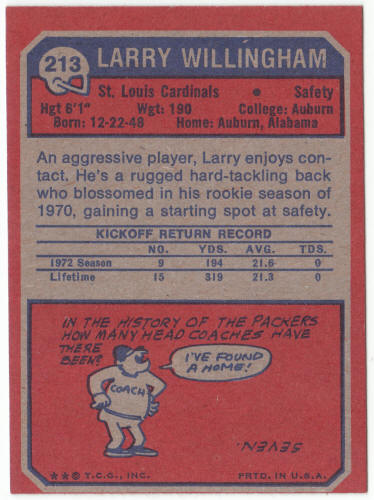 213 LARRY WILLINGHAM
St. Louis Cardinals • Safety
Hgt 6'1" Wgt: 190 College: Auburn
Born: 12-22-48 Home: Auburn, Alabama
An aggressive player, Larry enjoys con-
tact. He's a rugged hard-tackling back
who blossomed in his rookie season of
1970, gaining a starting spot at safety.
KICKOFF RETURN RECORD
NO. YDS. AVG. TDS.
1972 Season 9 194 21.6 0
Lifetime 15 319 21.3 0
IN THE HISTORY OF THE PACKERS
HOW MANY HEAD COACHES HAVE
THERE
BEEN?
I'VE FOUND
A HOME!
COACH
SEVEN.
★★© T.C.G., INC. PRTD. IN U.S.A.